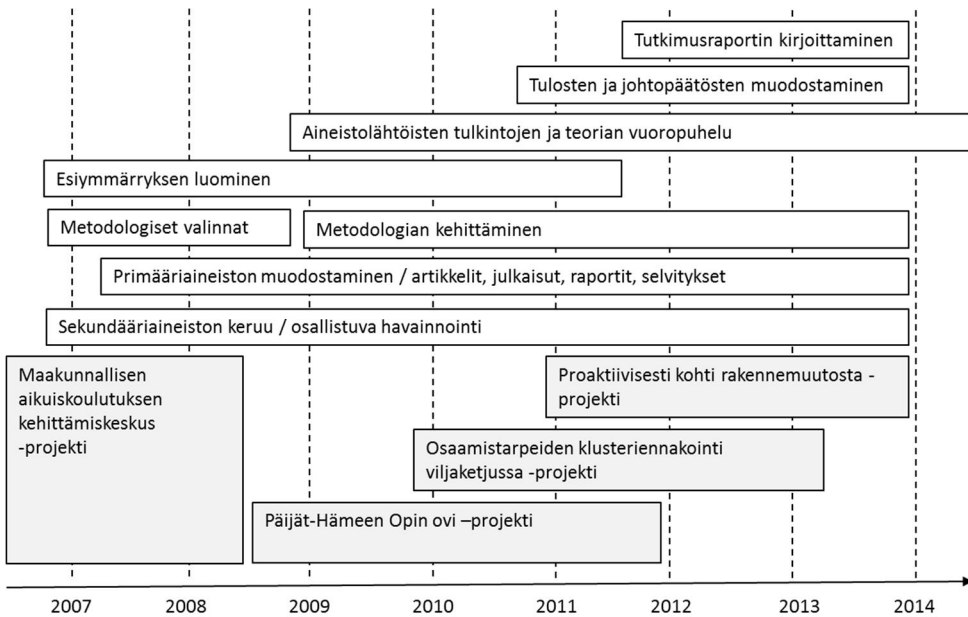 Tutkimusraportin kirjoittaminen
Tulosten ja johtopäätösten muodostaminen
Aineistolähtöisten tulkintojen ja teorian vuoropuhelu
Esiymmärryksen luominen
Metodologiset valinnat
Metodologian kehittäminen
Primääriaineiston muodostaminen / artikkelit, julkaisut, raportit, selvitykset
Sekundääriaineiston keruu / osallistuva havainnointi
Maakunnallisen
aikuiskoulutuksen
kehittämiskeskus
-projekti
Proaktiivisesti kohti rakennemuutosta -
projekti
Osaamistarpeiden klusteriennakointi
viljaketjussa -projekti
Päijät-Hämeen Opin ovi –projekti
2007 2008 2009 2010 2011 2012 2013 2014